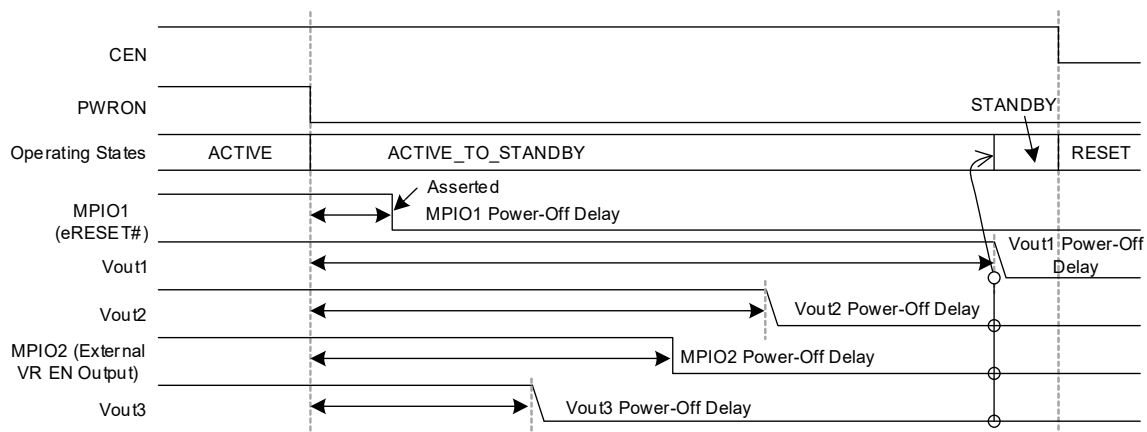 CEN
PWRON
STANDBY
Operating States
ACTIVE
ACTIVE_TO_STANDBY
RESET
Asserted
MPIO1
(eRESET#)
MPIO1 Power-Off Delay
Vout1 Power-Off
Delay
Vout1
Vout2
Vout2 Power-Off Delay
MPIO2 (External
VR EN Output)
MPIO2 Power-Off Delay
Vout3
Vout3 Power-Off Delay